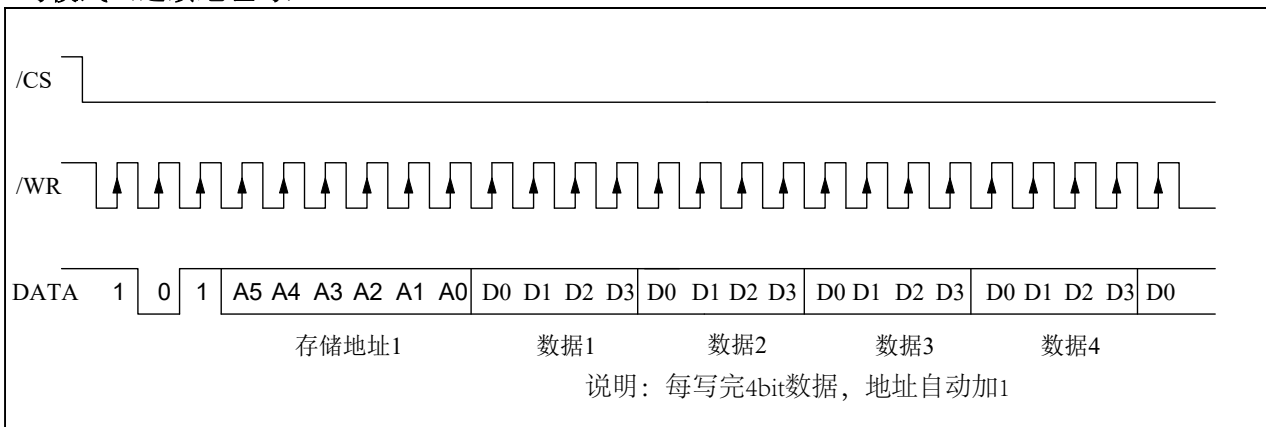 /CS
/WR
DATA 1 0 1 A5 A4 A3 A2 A1 A0 D0 D1 D2 D3 D0 D1 D2 D3 D0 D1 D2 D3 D0 D1 D2 D3 D0
存储地址1 数据1 数据2 数据3 数据4
说明：每写完4bit数据，地址自动加1